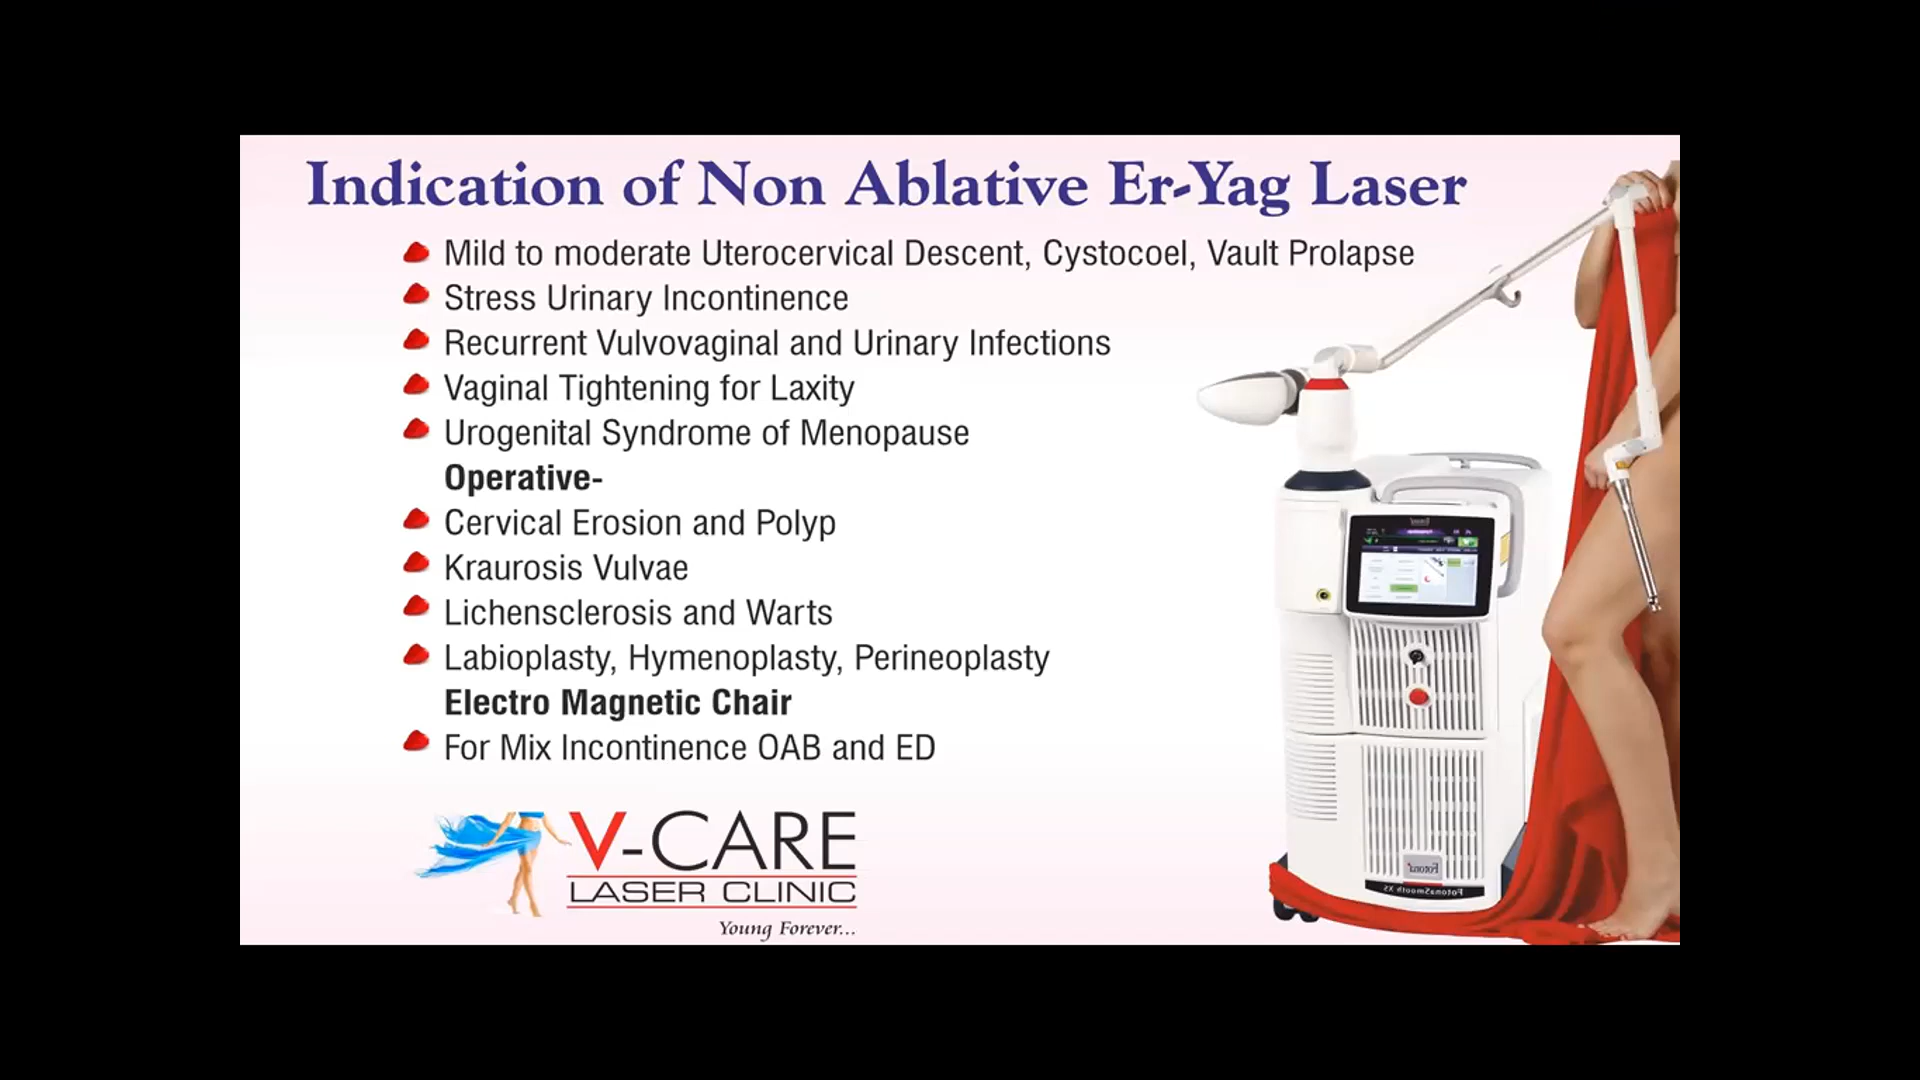 Indication of Non Ablative Er-Yag Laser
Mild to moderate Uterocervical Descent, Cystocoel, Vault Prolapse
Stress Urinary Incontinence
Recurrent Vulvovaginal and Urinary Infections
Vaginal Tightening for Laxity
Urogenital Syndrome of Menopause
Operative-
Cervical Erosion and Polyp
Kraurosis Vulvae
Lichensclerosis and Warts
Labioplasty, Hymenoplasty, Perineoplasty
Electro Magnetic Chair
For Mix Incontinence OAB and ED
Fotona
FotonaSmooth XS
V-CARE
LASER CLINIC
Young Forever...